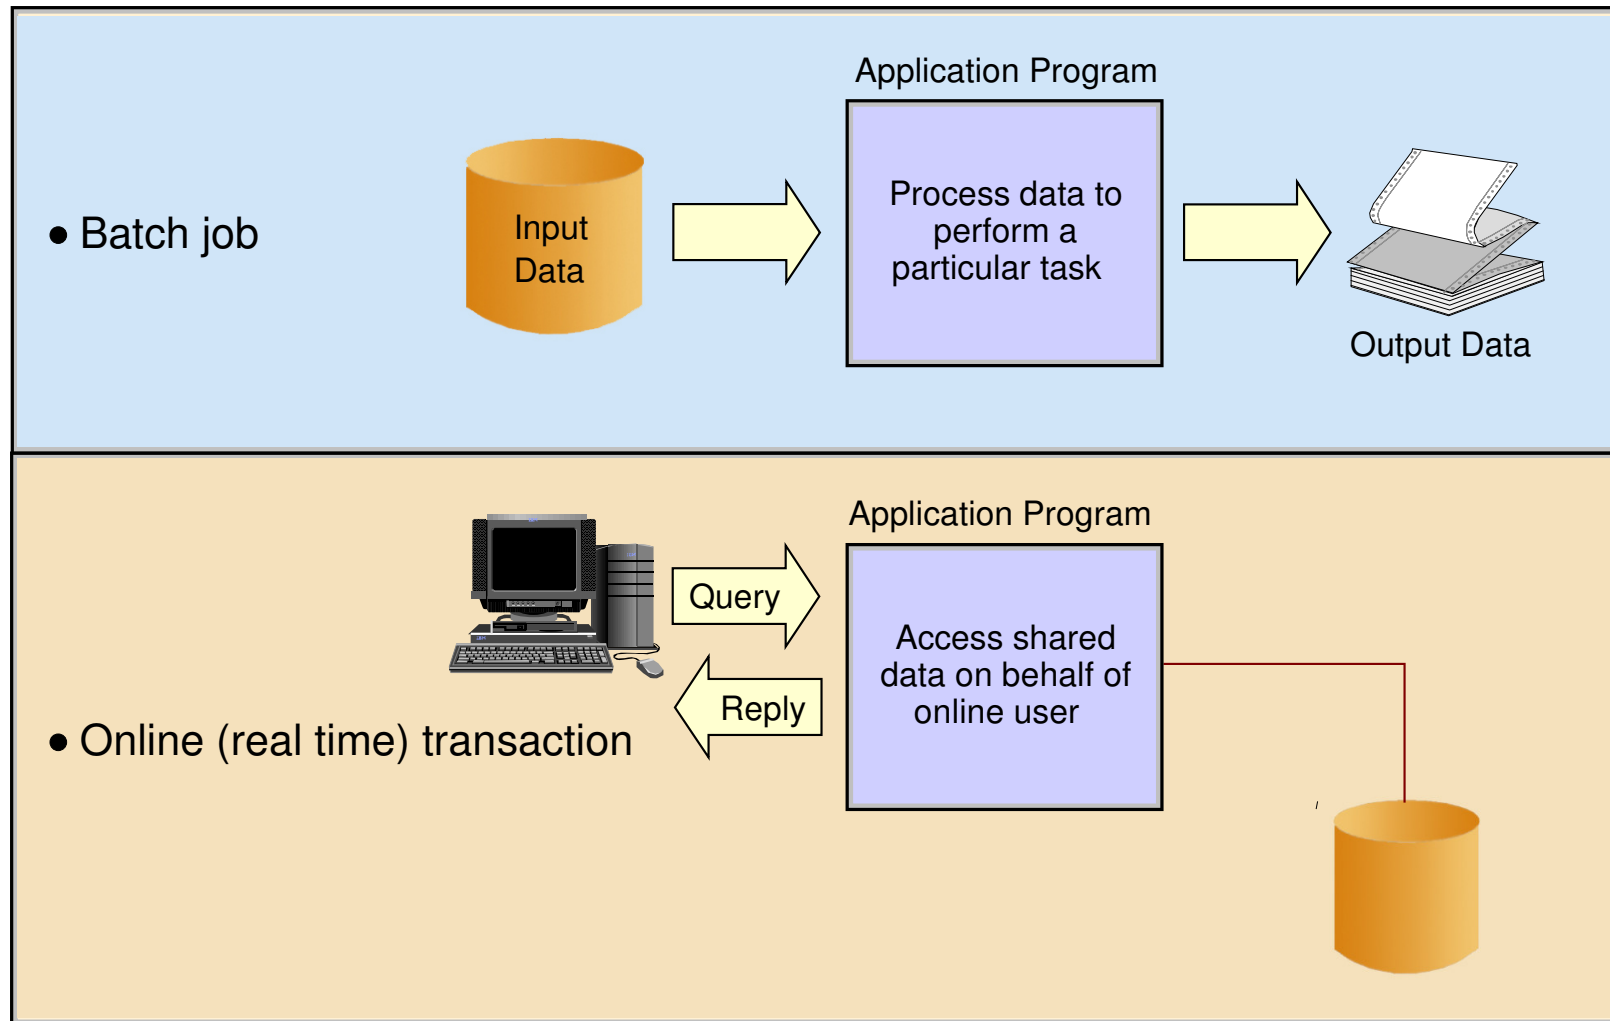 Application Program
• Batch job
Input
Data
Process data to
perform a
particular task
Output Data
Application Program
Query
Reply
Access shared
data on behalf of
online user
• Online (real time) transaction